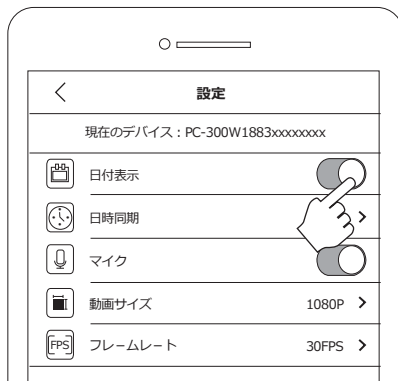 設定
現在のデバイス：PC-300W1883xxxxxxxx
日付表示
日時同期
マイク
動画サイズ 1080P
FPS フレームレート 30FPS